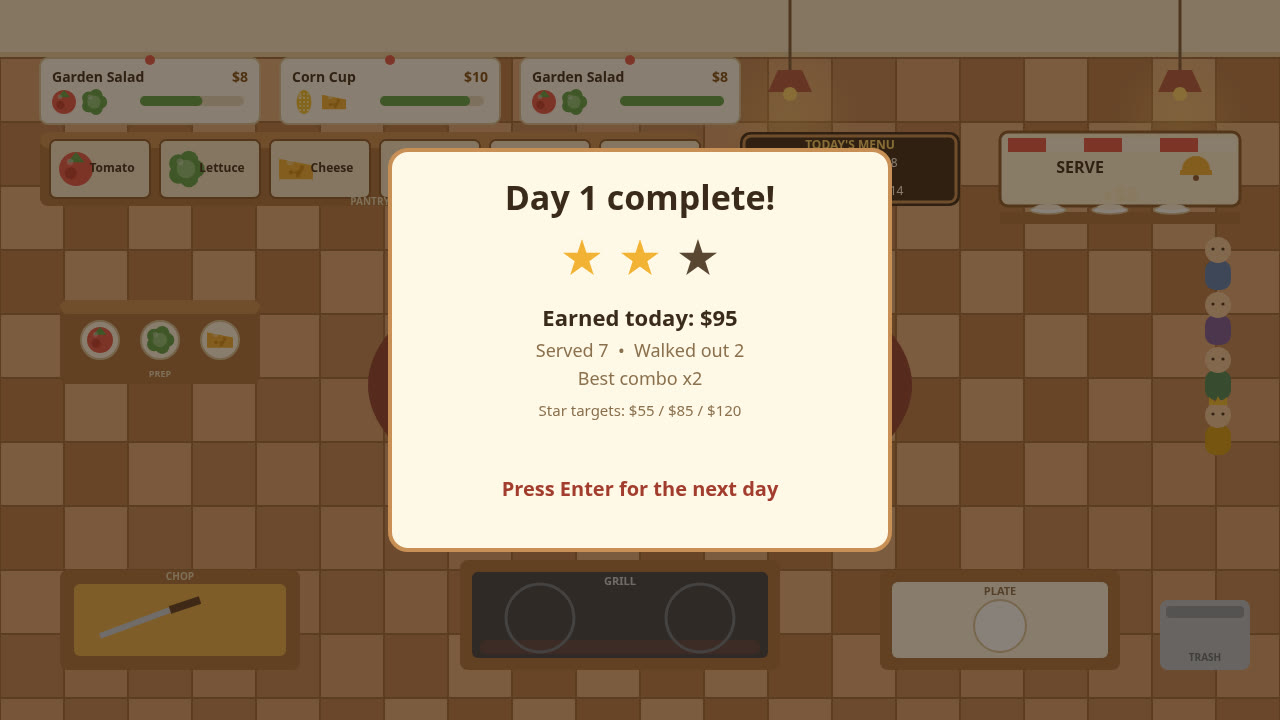 Garden Salad $8
Corn Cup $10
Garden Salad $8
Tomato
Lettuce
Cheese
PANTRY
TODAY'S MENU
8
14
SERVE
Day 1 complete!
Earned today: $95
Served 7 • Walked out 2
Best combo x2
Star targets: $55 / $85 / $120
Press Enter for the next day
PREP
CHOP
GRILL
PLATE
TRASH